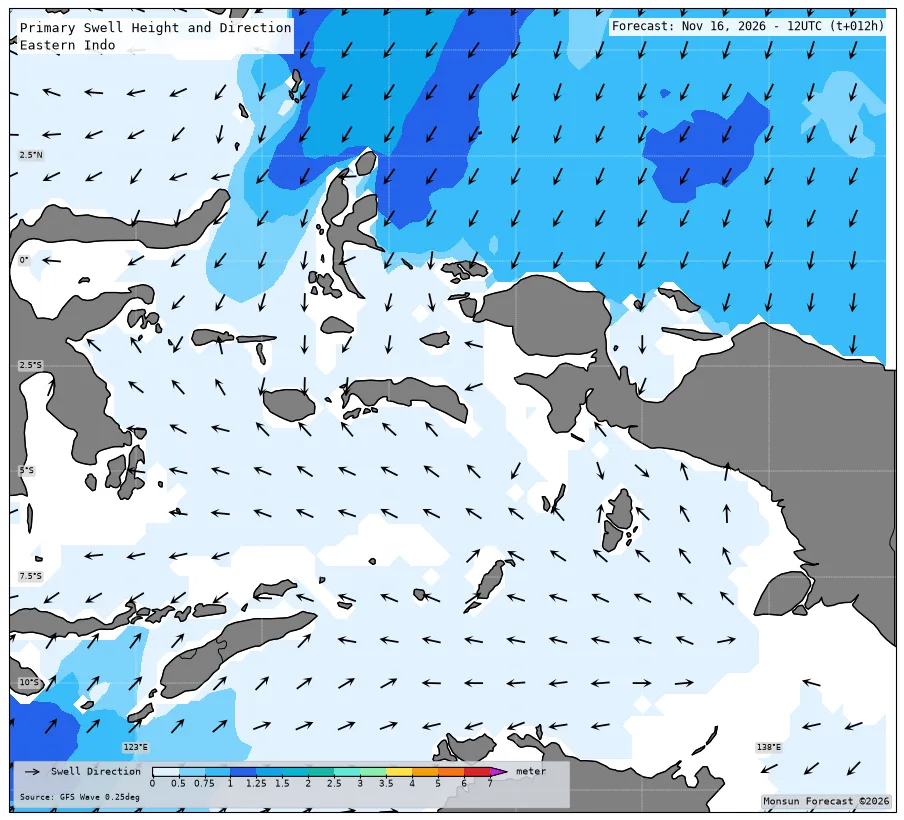 Primary Swell Height and Direction
Eastern Indo
Forecast: Nov 16, 2026 - 12UTC (t+012h)
2.5°N
0°
2.5°S
5°S
7.5°S
10°S
123°E
138°E
Swell Direction
0 0.5 0.75 1 1.25 1.5 2 2.5 3 3.5 4 5 6 7
meter
Source: GFS Wave 0.25deg
Monsun Forecast ©2026